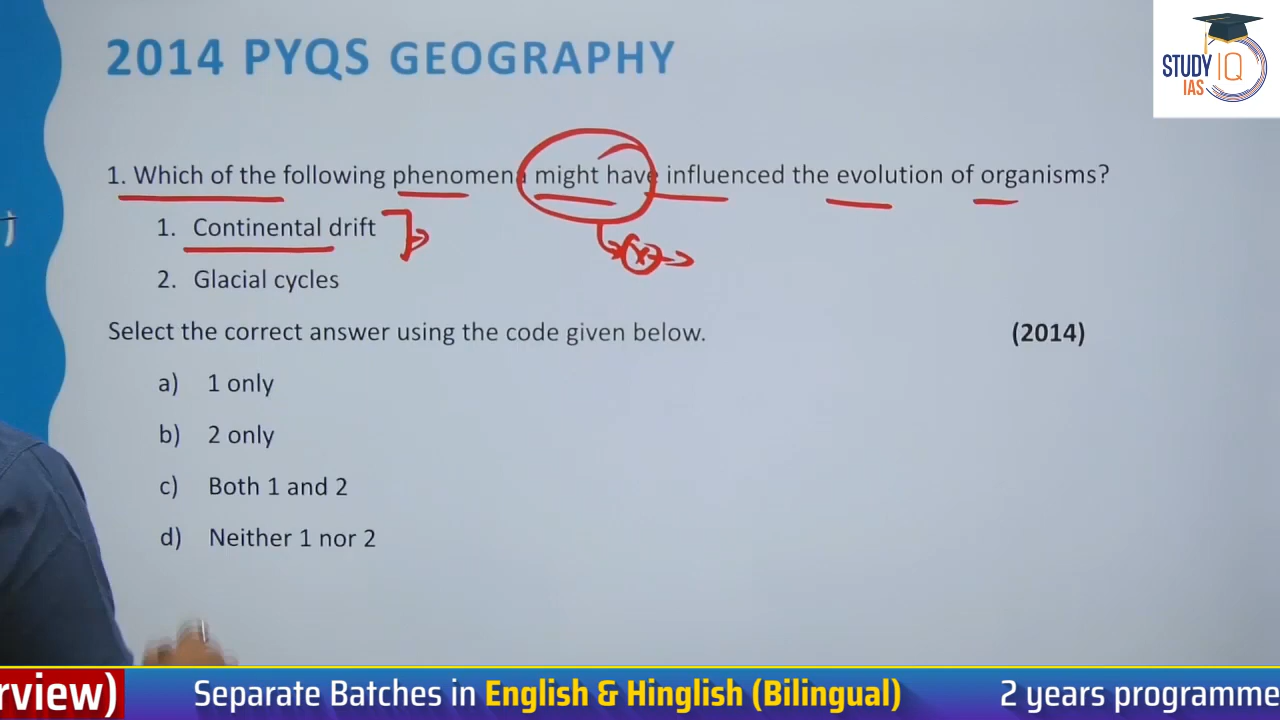 2014 PYQS GEOGRAPHY
STUDY IQ
IAS
1. Which of the following phenomena might have influenced the evolution of organisms?
1. Continental drift
2. Glacial cycles
Select the correct answer using the code given below. (2014)
a) 1 only
b) 2 only
c) Both 1 and 2
d) Neither 1 nor 2
rview) Separate Batches in English & Hinglish (Bilingual) 2 years programme